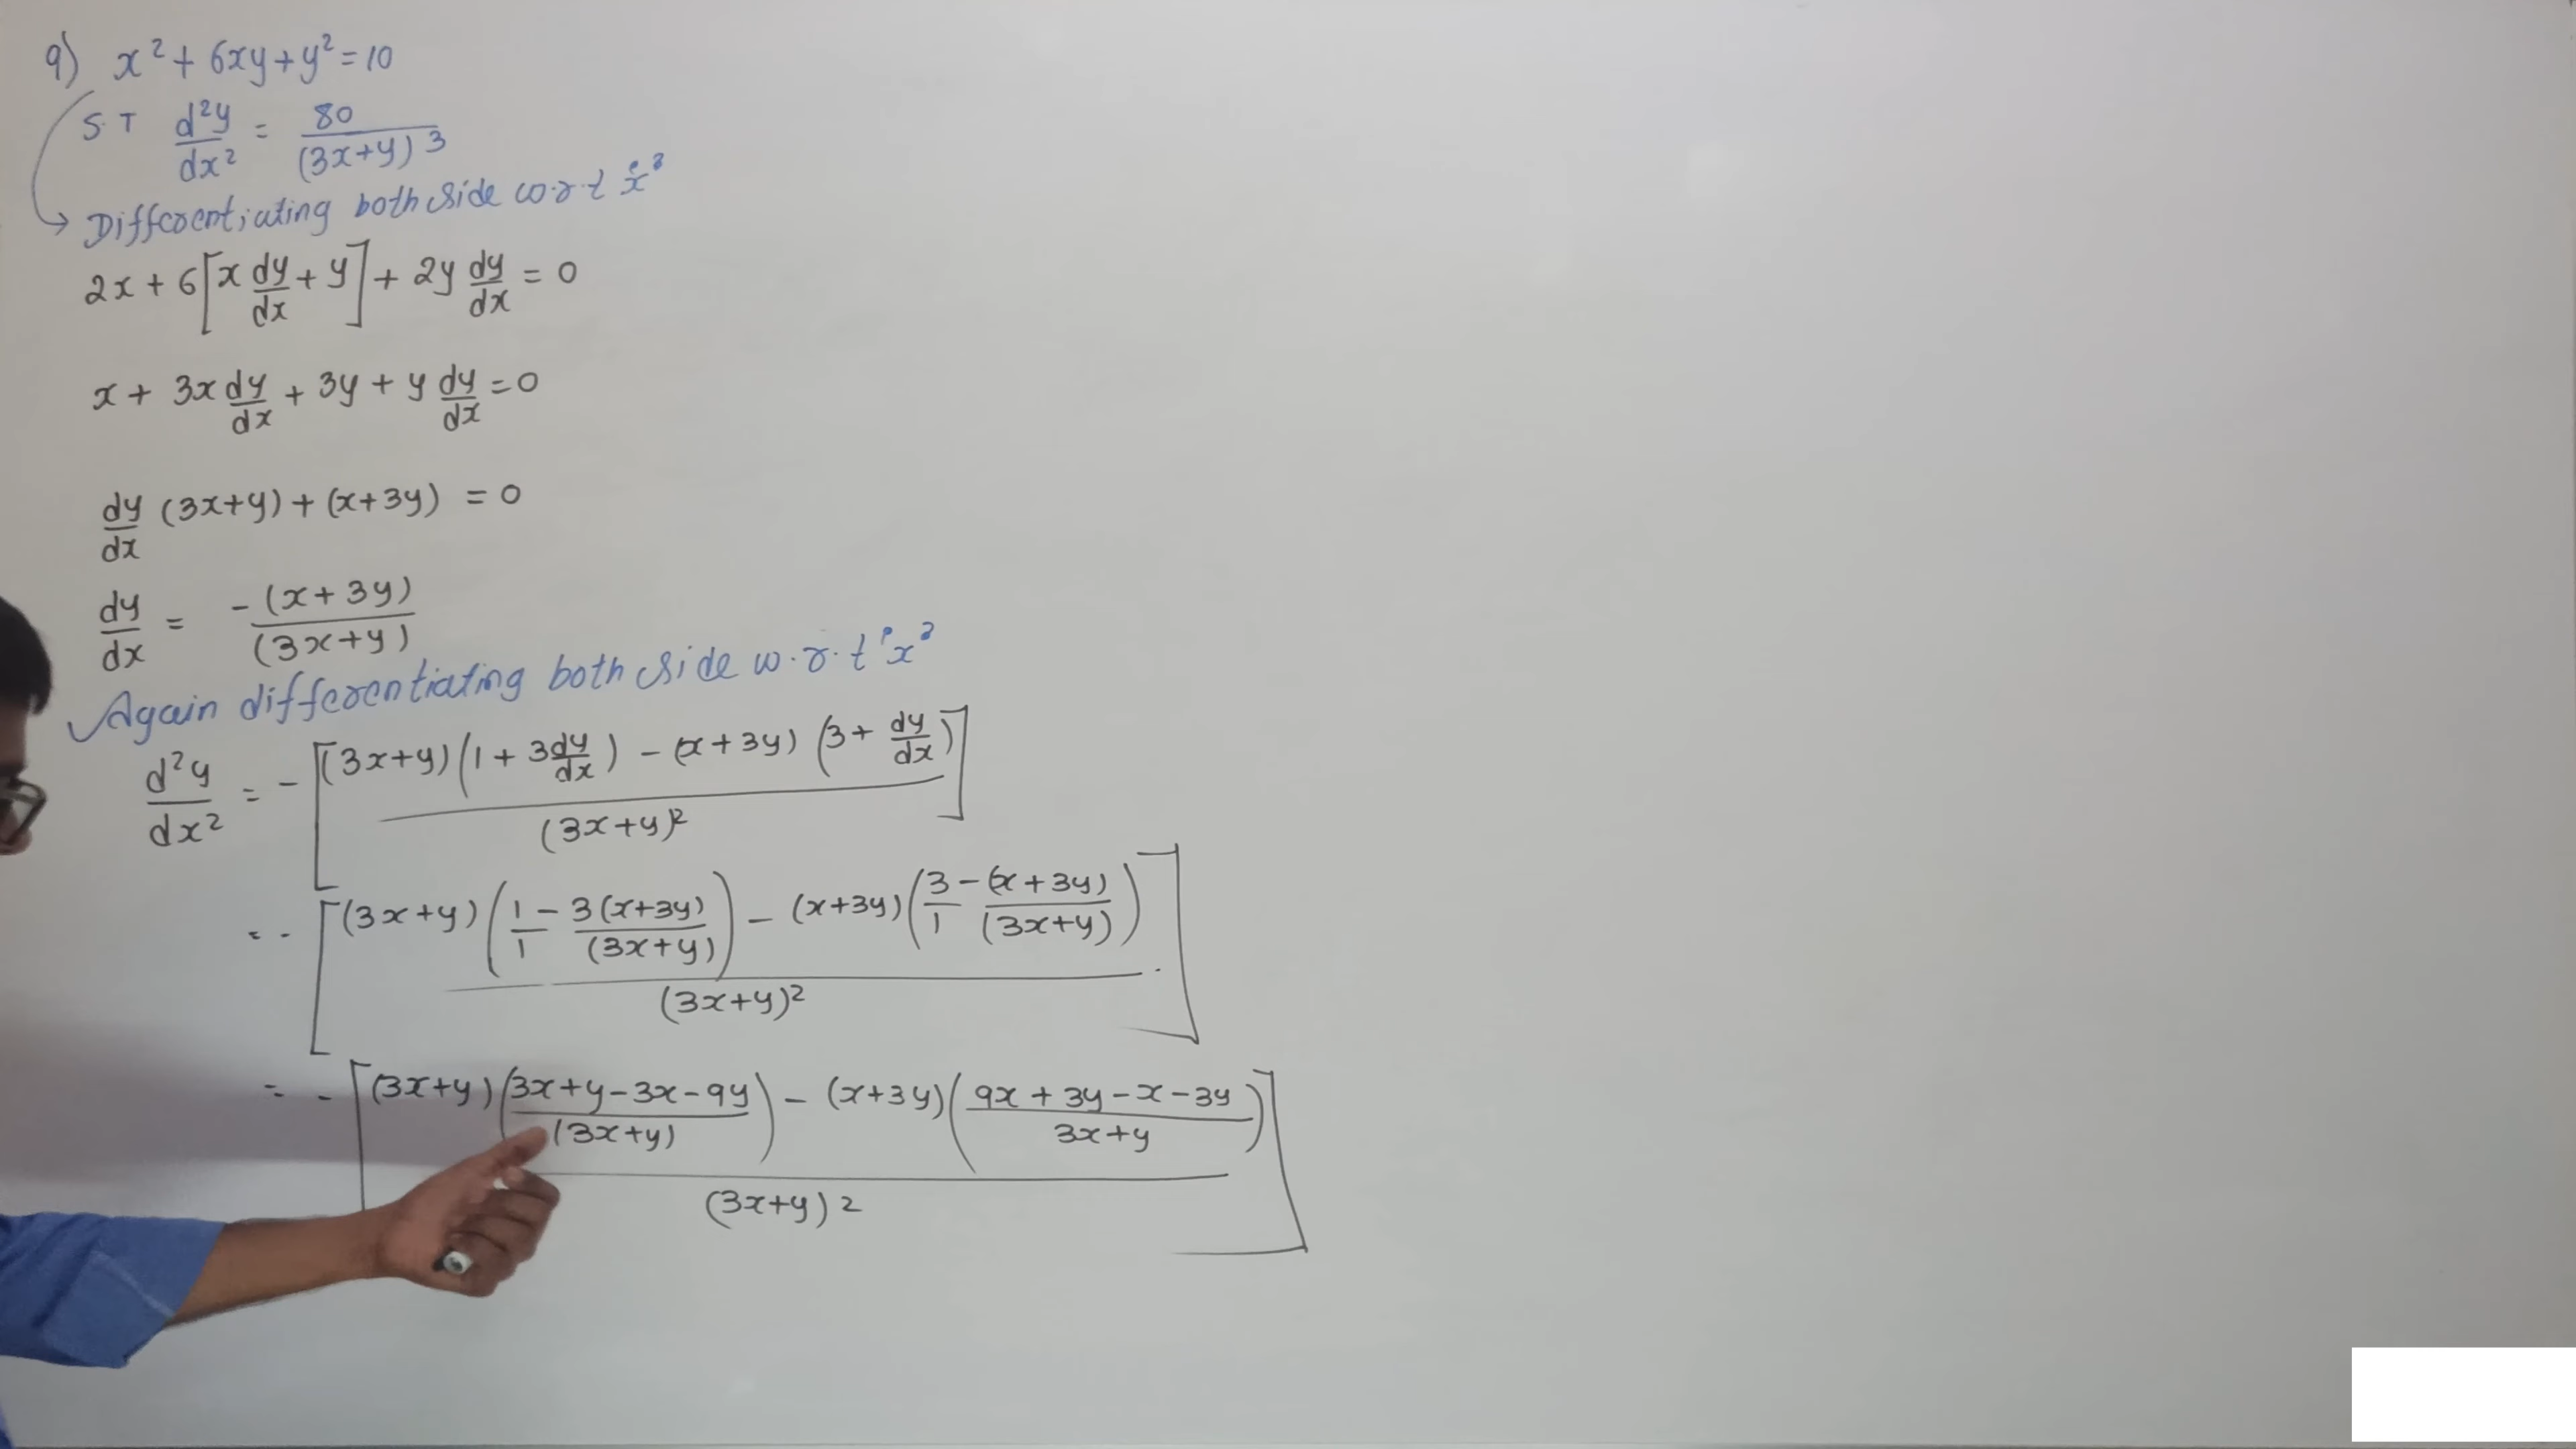 9) x² + 6xy + y² = 10
S.T d²y/dx² = 80/(3x+y)³
→ Differentiating both side w.r.t 'x'
2x + 6[x dy/dx + y] + 2y dy/dx = 0
x + 3x dy/dx + 3y + y dy/dx = 0
dy/dx (3x+y) + (x+3y) = 0
dy/dx = -(x+3y)/(3x+y)
Again differentiating both side w.r.t 'x'
d²y/dx² = - [(3x+y)(1 + 3dy/dx) - (x+3y)(3 + dy/dx)]/(3x+y)²
= - [(3x+y)(1/1 - 3(x+3y)/(3x+y)) - (x+3y)(3/1 - (x+3y)/(3x+y))]/(3x+y)²
= - [(3x+y)((3x+y-3x-9y)/(3x+y)) - (x+3y)((9x+3y-x-3y)/(3x+y))]/(3x+y)²